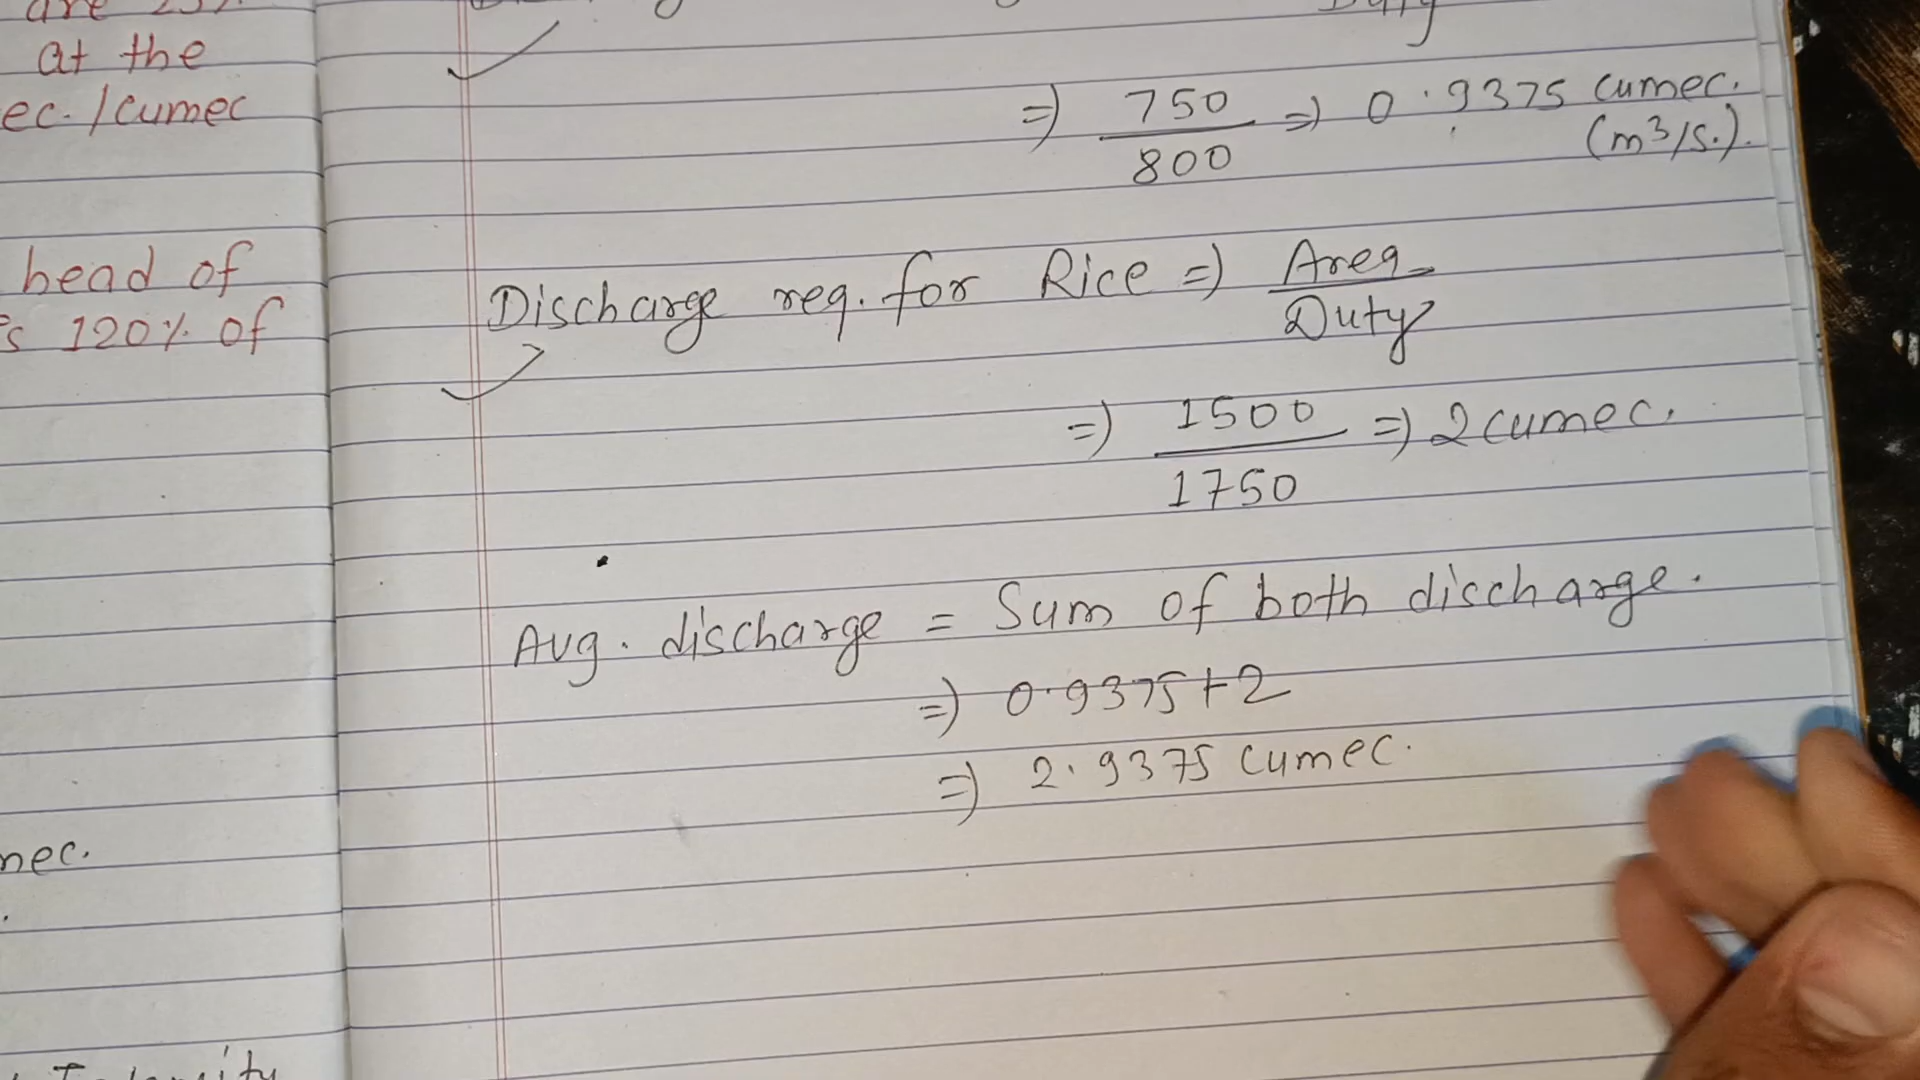 at the
ec./cumec
head of
s 120% of
mec.
=) 750 / 800 =) 0.9375 cumec.
(m3/s.).
Discharge req. for Rice =) Area / Duty
=) 1500 / 1750 =) 2 cumec.
Avg. discharge = Sum of both discharge.
=) 0.9375+2
=) 2.9375 cumec.